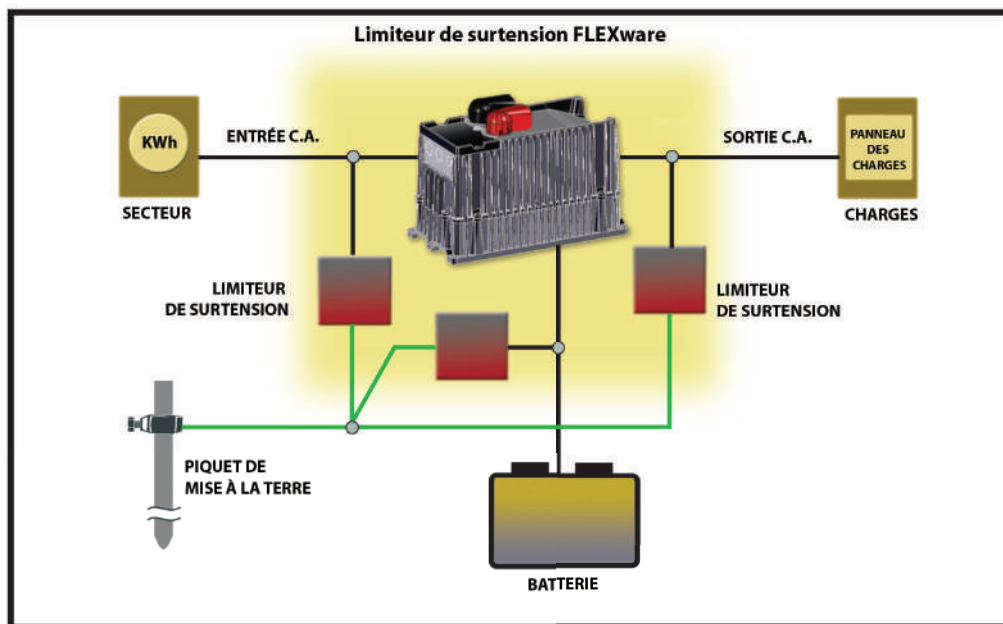 Limiteur de surtension FLEXware
KWh
ENTRÉE C.A.
SORTIE C.A.
PANNEAU
DES
CHARGES
SECTEUR
CHARGES
LIMITEUR
DE SURTENSION
LIMITEUR
DE SURTENSION
PIQUET DE
MISE À LA TERRE
BATTERIE